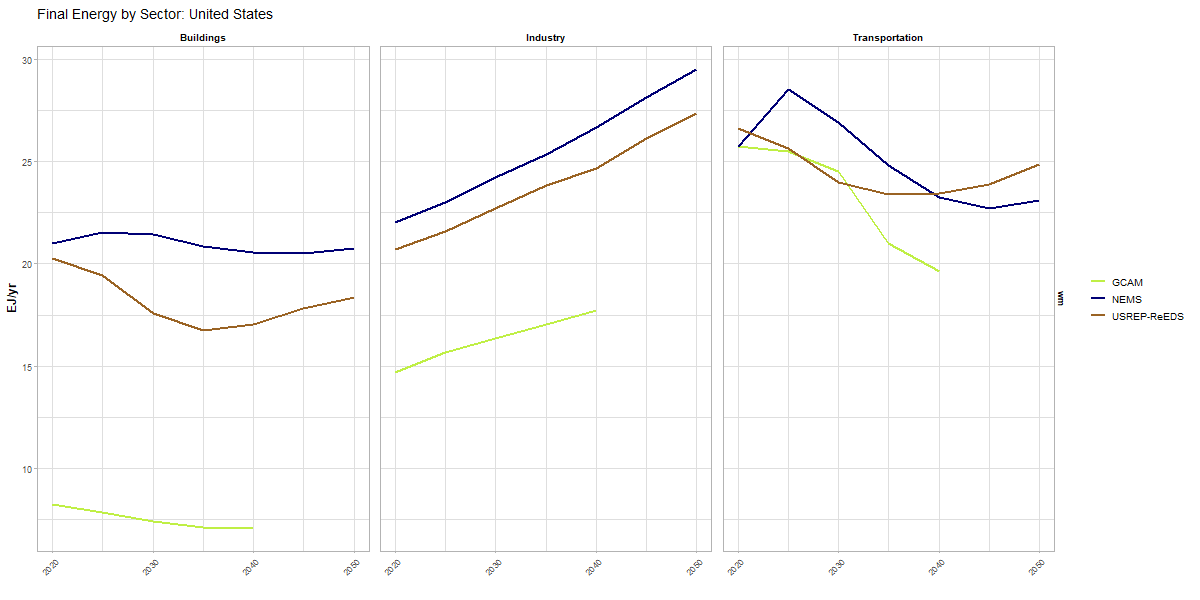 Final Energy by Sector: United States
Buildings
Industry
Transportation
30
25
20
15
10
EJ/yr
2020
2030
2040
2050
2020
2030
2040
2050
2020
2030
2040
2050
wm
GCAM
NEMS
USREP-ReEDS